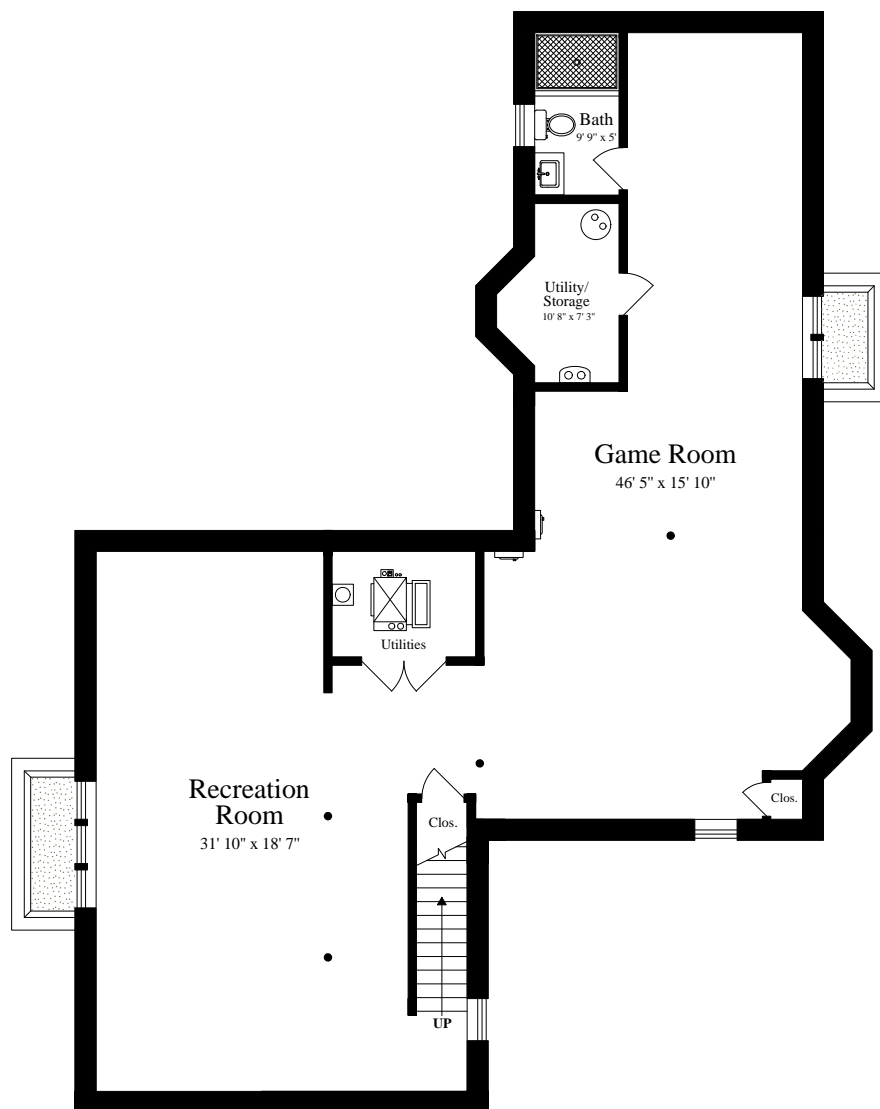 Bath
9' 9" x 5'
Utility/
Storage
10' 8" x 7' 3"
Game Room
46' 5" x 15' 10"
Utilities
Recreation
Room
31' 10" x 18' 7"
Clos.
Clos.
UP